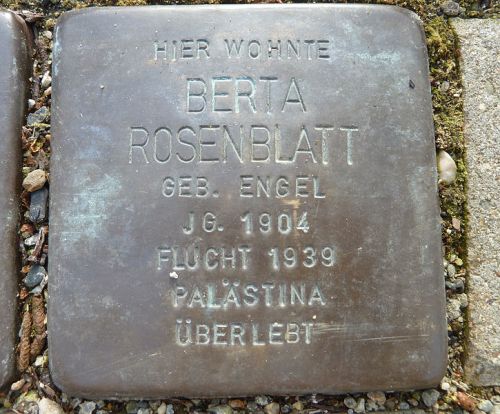 HIER WOHNTE
BERTA
ROSENBLATT
GEB. ENGEL
JG. 1904
FLUCHT 1939
PALÄSTINA
ÜBERLEBT